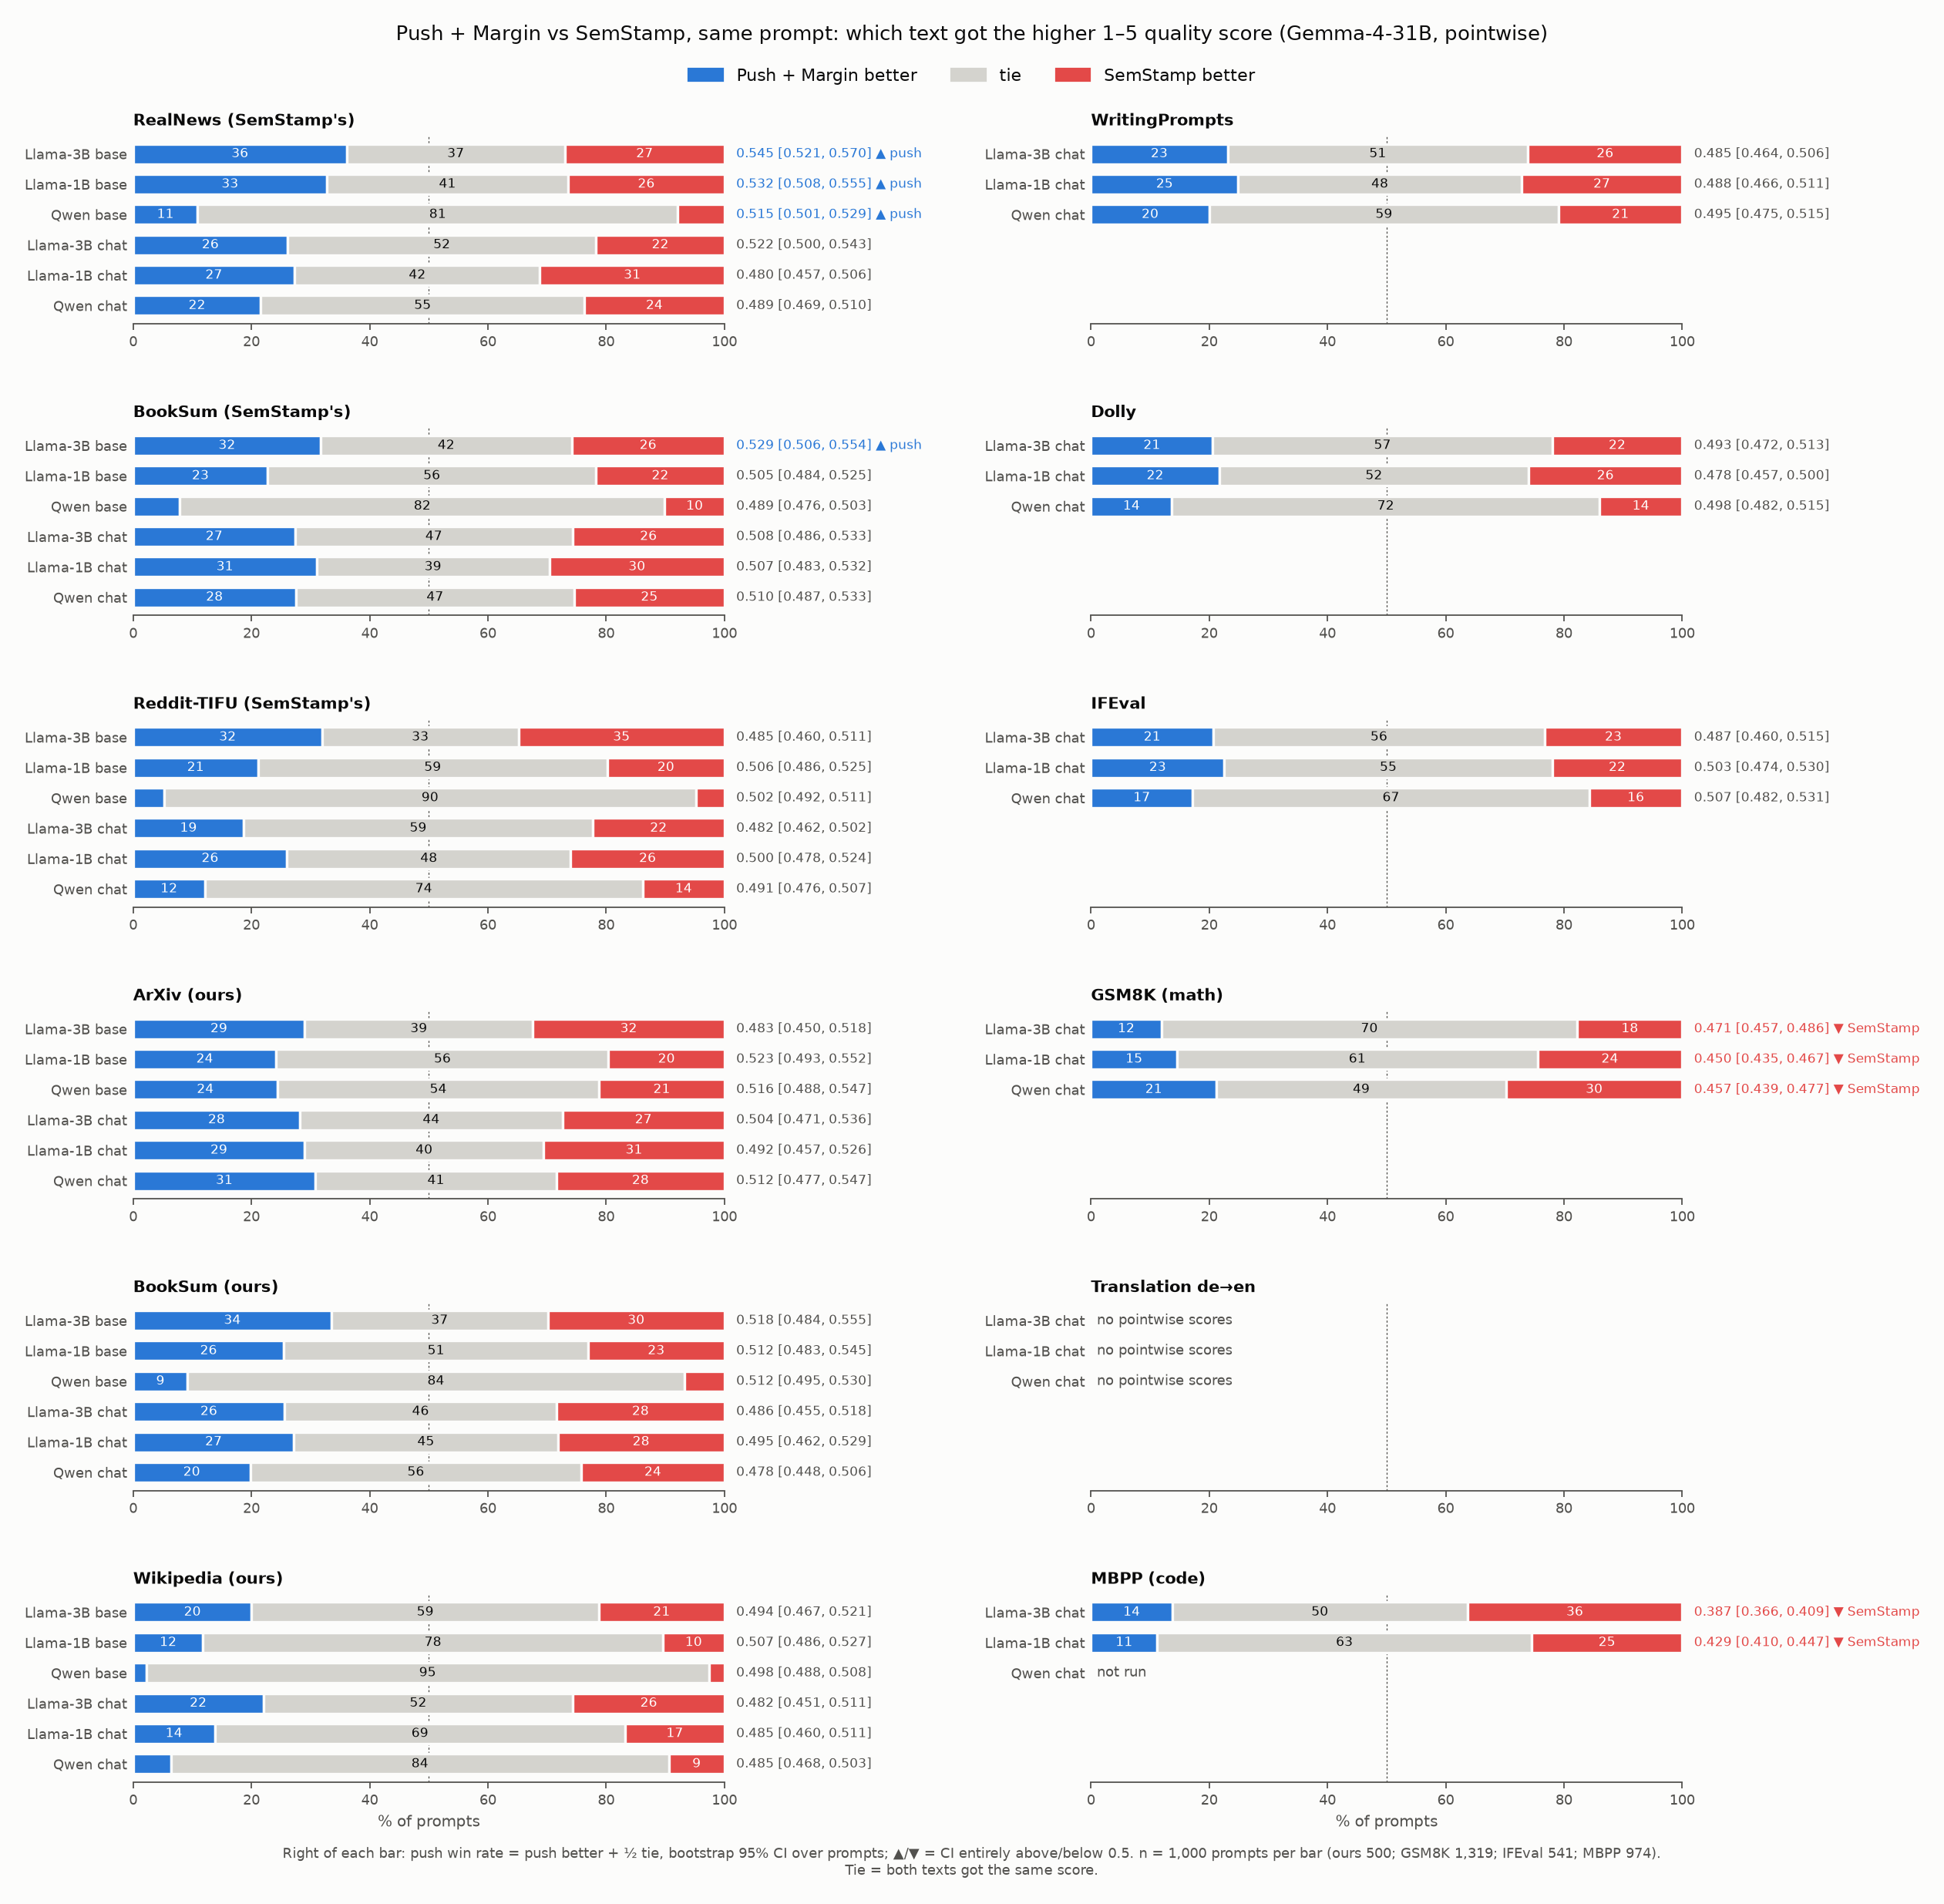 Push + Margin vs SemStamp, same prompt: which text got the higher 1–5 quality score (Gemma-4-31B, pointwise)
Push + Margin better tie SemStamp better
RealNews (SemStamp's)
Llama-3B base 36 37 27 0.545 [0.521, 0.570] ▲ push
Llama-1B base 33 41 26 0.532 [0.508, 0.555] ▲ push
Qwen base 11 81 0.515 [0.501, 0.529] ▲ push
Llama-3B chat 26 52 22 0.522 [0.500, 0.543]
Llama-1B chat 27 42 31 0.480 [0.457, 0.506]
Qwen chat 22 55 24 0.489 [0.469, 0.510]
0 20 40 60 80 100
WritingPrompts
Llama-3B chat 23 51 26 0.485 [0.464, 0.506]
Llama-1B chat 25 48 27 0.488 [0.466, 0.511]
Qwen chat 20 59 21 0.495 [0.475, 0.515]
0 20 40 60 80 100
BookSum (SemStamp's)
Llama-3B base 32 42 26 0.529 [0.506, 0.554] ▲ push
Llama-1B base 23 56 22 0.505 [0.484, 0.525]
Qwen base 82 10 0.489 [0.476, 0.503]
Llama-3B chat 27 47 26 0.508 [0.486, 0.533]
Llama-1B chat 31 39 30 0.507 [0.483, 0.532]
Qwen chat 28 47 25 0.510 [0.487, 0.533]
0 20 40 60 80 100
Dolly
Llama-3B chat 21 57 22 0.493 [0.472, 0.513]
Llama-1B chat 22 52 26 0.478 [0.457, 0.500]
Qwen chat 14 72 14 0.498 [0.482, 0.515]
0 20 40 60 80 100
Reddit-TIFU (SemStamp's)
Llama-3B base 32 33 35 0.485 [0.460, 0.511]
Llama-1B base 21 59 20 0.506 [0.486, 0.525]
Qwen base 90 0.502 [0.492, 0.511]
Llama-3B chat 19 59 22 0.482 [0.462, 0.502]
Llama-1B chat 26 48 26 0.500 [0.478, 0.524]
Qwen chat 12 74 14 0.491 [0.476, 0.507]
0 20 40 60 80 100
IFEval
Llama-3B chat 21 56 23 0.487 [0.460, 0.515]
Llama-1B chat 23 55 22 0.503 [0.474, 0.530]
Qwen chat 17 67 16 0.507 [0.482, 0.531]
0 20 40 60 80 100
ArXiv (ours)
Llama-3B base 29 39 32 0.483 [0.450, 0.518]
Llama-1B base 24 56 20 0.523 [0.493, 0.552]
Qwen base 24 54 21 0.516 [0.488, 0.547]
Llama-3B chat 28 44 27 0.504 [0.471, 0.536]
Llama-1B chat 29 40 31 0.492 [0.457, 0.526]
Qwen chat 31 41 28 0.512 [0.477, 0.547]
0 20 40 60 80 100
GSM8K (math)
Llama-3B chat 12 70 18 0.471 [0.457, 0.486] ▼ SemStamp
Llama-1B chat 15 61 24 0.450 [0.435, 0.467] ▼ SemStamp
Qwen chat 21 49 30 0.457 [0.439, 0.477] ▼ SemStamp
0 20 40 60 80 100
BookSum (ours)
Llama-3B base 34 37 30 0.518 [0.484, 0.555]
Llama-1B base 26 51 23 0.512 [0.483, 0.545]
Qwen base 9 84 0.512 [0.495, 0.530]
Llama-3B chat 26 46 28 0.486 [0.455, 0.518]
Llama-1B chat 27 45 28 0.495 [0.462, 0.529]
Qwen chat 20 56 24 0.478 [0.448, 0.506]
0 20 40 60 80 100
Translation de→en
Llama-3B chat no pointwise scores
Llama-1B chat no pointwise scores
Qwen chat no pointwise scores
0 20 40 60 80 100
Wikipedia (ours)
Llama-3B base 20 59 21 0.494 [0.467, 0.521]
Llama-1B base 12 78 10 0.507 [0.486, 0.527]
Qwen base 95 0.498 [0.488, 0.508]
Llama-3B chat 22 52 26 0.482 [0.451, 0.511]
Llama-1B chat 14 69 17 0.485 [0.460, 0.511]
Qwen chat 84 9 0.485 [0.468, 0.503]
0 20 40 60 80 100
% of prompts
MBPP (code)
Llama-3B chat 14 50 36 0.387 [0.366, 0.409] ▼ SemStamp
Llama-1B chat 11 63 25 0.429 [0.410, 0.447] ▼ SemStamp
Qwen chat not run
0 20 40 60 80 100
% of prompts
Right of each bar: push win rate = push better + ½ tie, bootstrap 95% CI over prompts; ▲/▼ = CI entirely above/below 0.5. n = 1,000 prompts per bar (ours 500; GSM8K 1,319; IFEval 541; MBPP 974).
Tie = both texts got the same score.